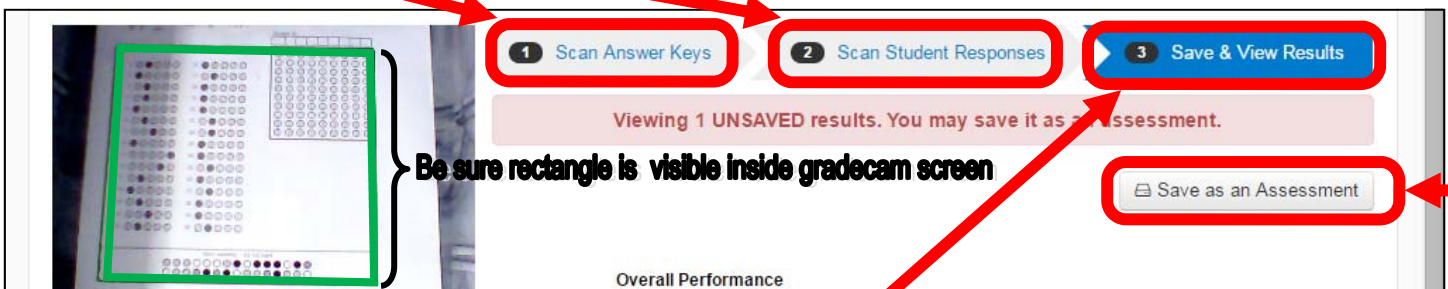 1 Scan Answer Keys
2 Scan Student Responses
3 Save & View Results
Viewing 1 UNSAVED results. You may save it as an assessment.
Be sure rectangle is visible inside gradecam screen
Save as an Assessment
Overall Performance